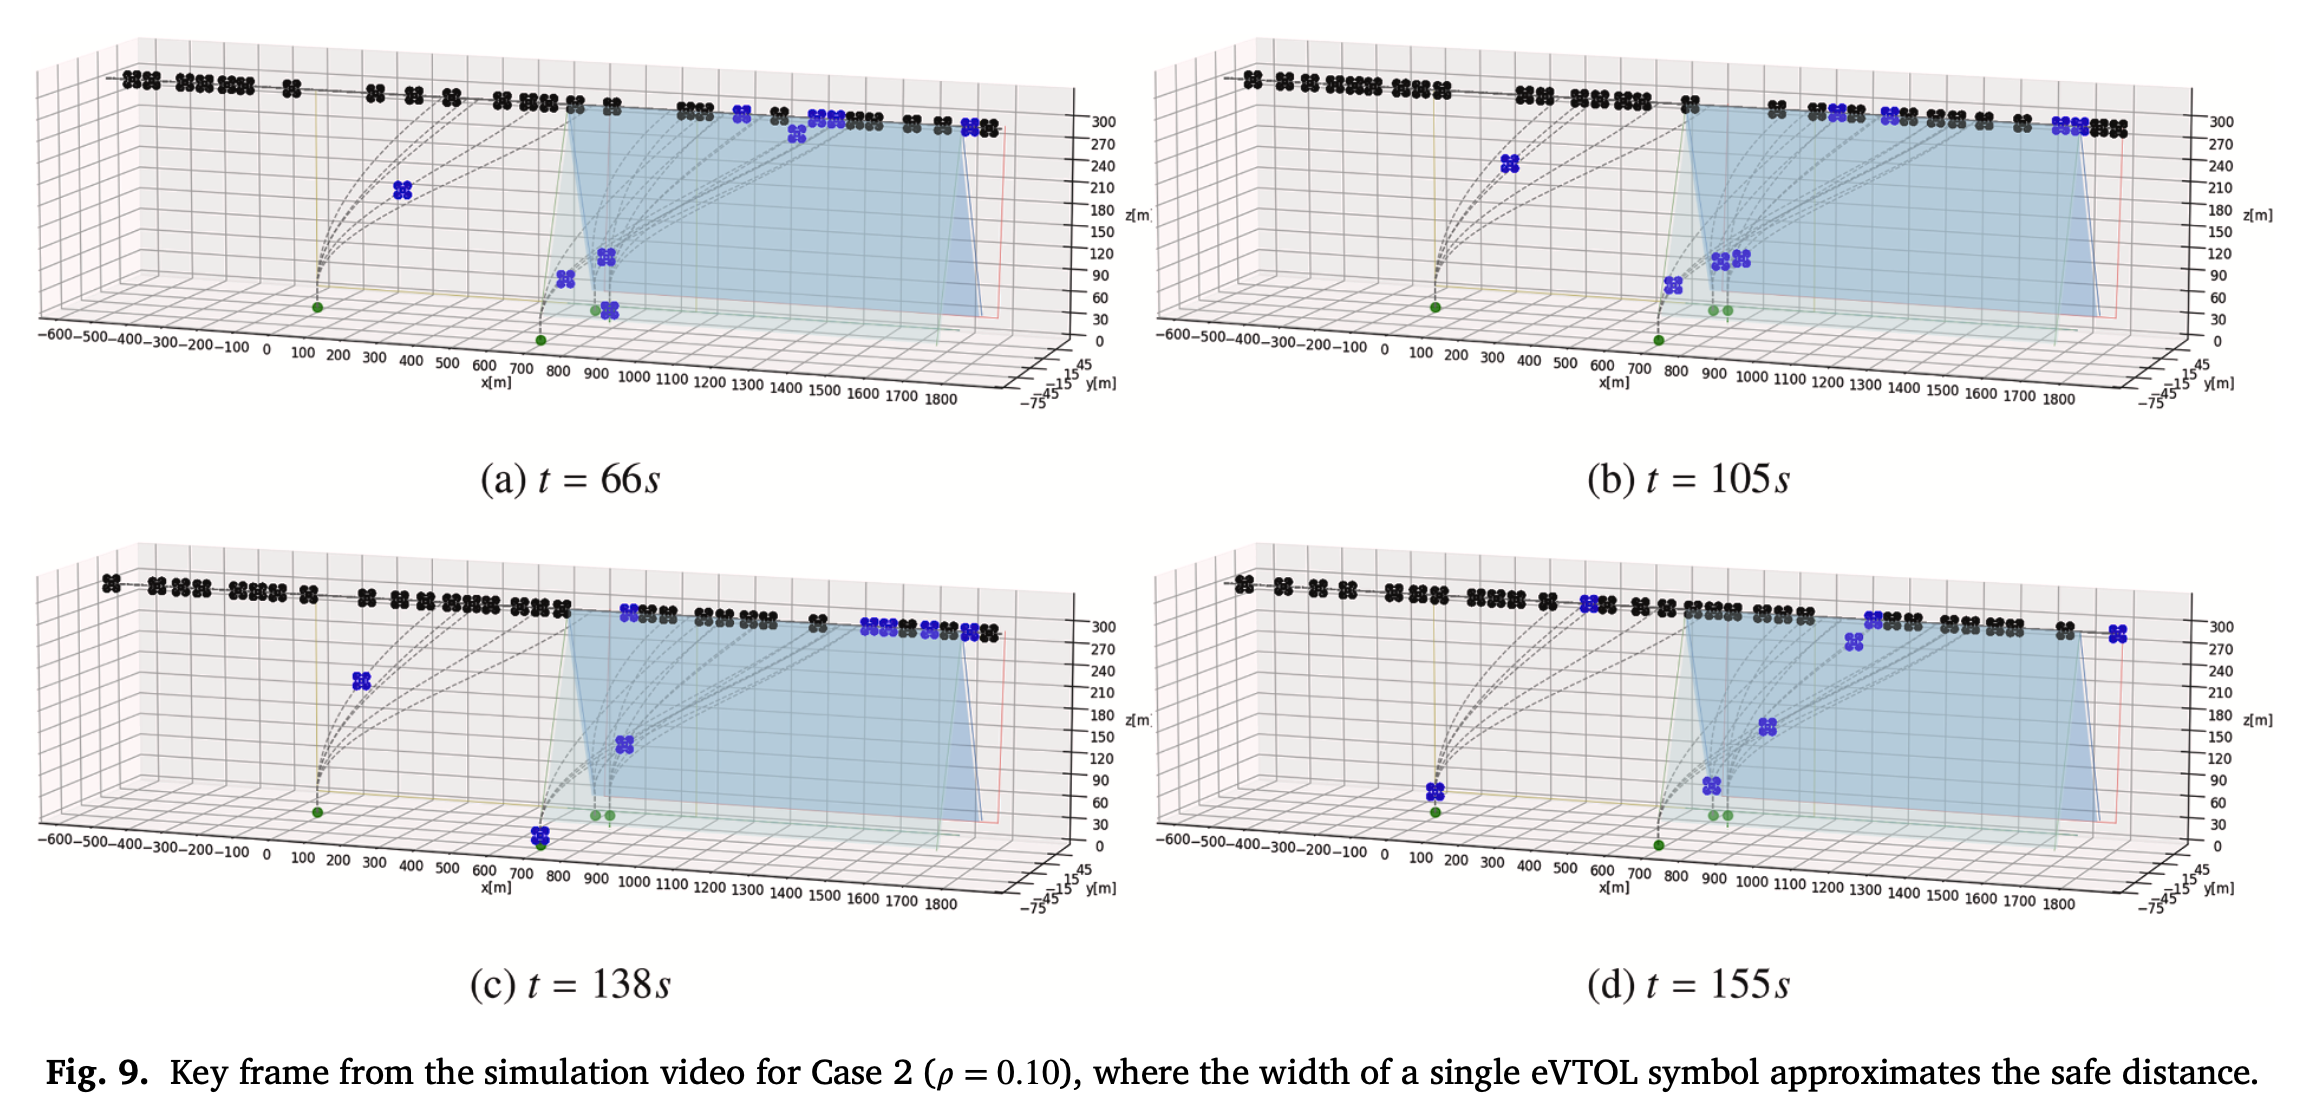 300
270
240
210
180 z[m]
150
120
90
60
30
0
−600−500−400−300−200−100 0 100 200 300 400 500 600 700 800 900 1000 1100 1200 1300 1400 1500 1600 1700 1800
x[m]
45
15
−15 y[m]
−45
−75
300
270
240
210
180 z[m]
150
120
90
60
30
0
−600−500−400−300−200−100 0 100 200 300 400 500 600 700 800 900 1000 1100 1200 1300 1400 1500 1600 1700 1800
x[m]
45
15
−15 y[m]
−45
−75
(a) t = 66s
(b) t = 105s
300
270
240
210
180 z[m]
150
120
90
60
30
0
−600−500−400−300−200−100 0 100 200 300 400 500 600 700 800 900 1000 1100 1200 1300 1400 1500 1600 1700 1800
x[m]
45
15
−15 y[m]
−45
−75
300
270
240
210
180 z[m]
150
120
90
60
30
0
−600−500−400−300−200−100 0 100 200 300 400 500 600 700 800 900 1000 1100 1200 1300 1400 1500 1600 1700 1800
x[m]
45
15
−15 y[m]
−45
−75
(c) t = 138s
(d) t = 155s
Fig. 9. Key frame from the simulation video for Case 2 (ρ = 0.10), where the width of a single eVTOL symbol approximates the safe distance.